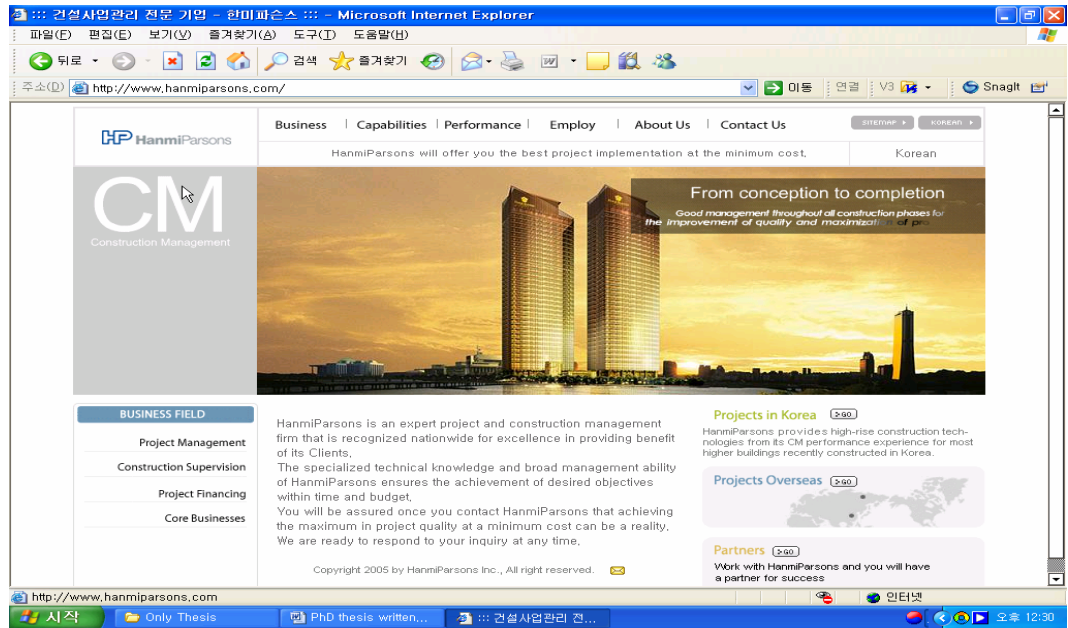 ::: 건설사업관리 전문 기업 - 한미파슨스 ::: - Microsoft Internet Explorer
파일(F) 편집(E) 보기(V) 즐겨찾기(A) 도구(T) 도움말(H)
뒤로 검색 즐겨찾기
주소(D) http://www.hanmiparsons.com/ 이동 연결 V3 SnagIt
HP HanmiParsons
Business | Capabilities | Performance | Employ | About Us | Contact Us
SITEMAP KOREAN
HanmiParsons will offer you the best project implementation at the minimum cost.
Korean
CM
Construction Management
From conception to completion
Good management throughout all construction phases for
the improvement of quality and maximization of pro
BUSINESS FIELD
Project Management
Construction Supervision
Project Financing
Core Businesses
HanmiParsons is an expert project and construction management
firm that is recognized nationwide for excellence in providing benefit
of its Clients.
The specialized technical knowledge and broad management ability
of HanmiParsons ensures the achievement of desired objectives
within time and budget.
You will be assured once you contact HanmiParsons that achieving
the maximum in project quality at a minimum cost can be a reality.
We are ready to respond to your inquiry at any time.
Copyright 2005 by HanmiParsons Inc., All right reserved.
Projects in Korea >GO
HanmiParsons provides high-rise construction tech-
nologies from its CM performance experience for most
higher buildings recently constructed in Korea.
Projects Overseas >GO
Partners >GO
Work with HanmiParsons and you will have
a partner for success
http://www.hanmiparsons.com 인터넷
시작 Only Thesis PhD thesis written,... ::: 건설사업관리 전... 오후 12:30